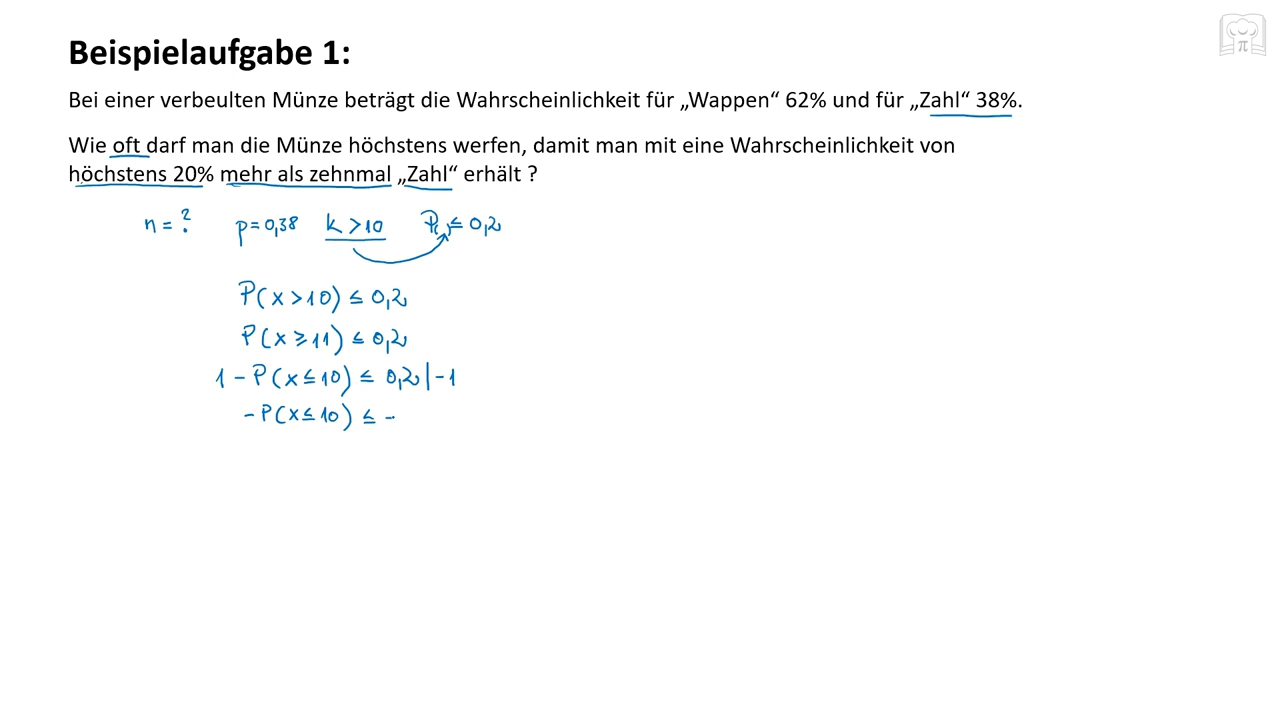 Beispielaufgabe 1:
Bei einer verbeulten Münze beträgt die Wahrscheinlichkeit für „Wappen“ 62% und für „Zahl“ 38%.
Wie oft darf man die Münze höchstens werfen, damit man mit eine Wahrscheinlichkeit von
höchstens 20% mehr als zehnmal „Zahl“ erhält ?
n = ? p = 0,38 k > 10 P( ) ≤ 0,2
P(x > 10) ≤ 0,2
P(x ≥ 11) ≤ 0,2
1 - P(x ≤ 10) ≤ 0,2 | -1
- P(x ≤ 10) ≤ -
π